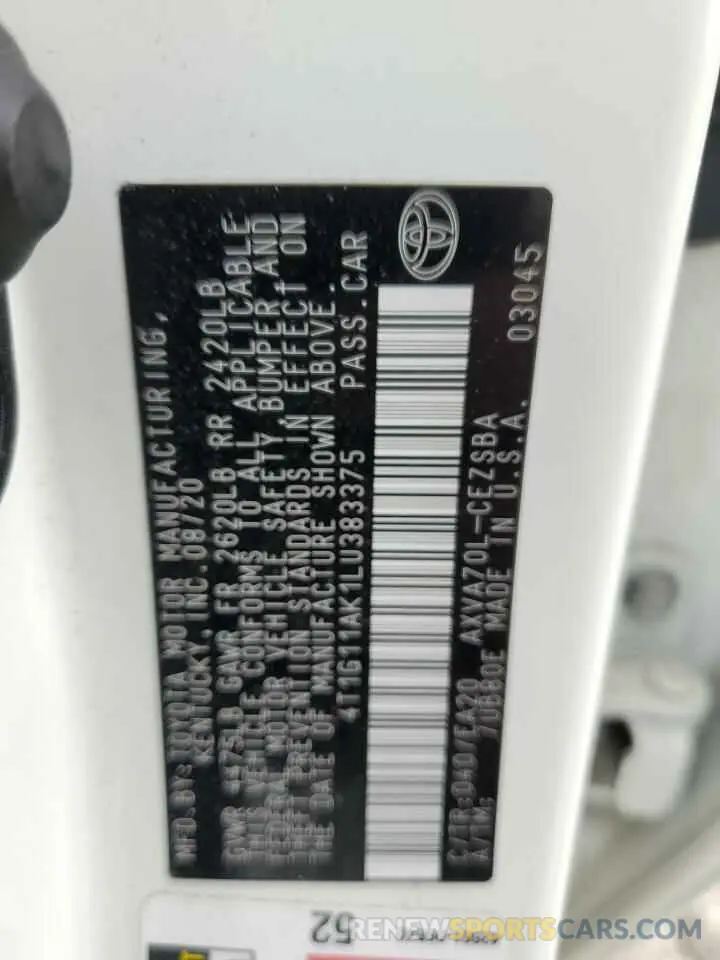 MFD.BY: TOYOTA MOTOR MANUFACTURING,
KENTUCKY, INC. 08/20
GVWR 4575LB GAWR FR 2620LB RR 2420LB
THIS VEHICLE CONFORMS TO ALL APPLICABLE
FEDERAL MOTOR VEHICLE SAFETY, BUMPER, AND
THEFT PREVENTION STANDARDS IN EFFECT ON
THE DATE OF MANUFACTURE SHOWN ABOVE.
4T1G11AK1LU383375 PASS.CAR
C/TR:040/FA20 AXVA70L-CEZSBA
A/TM: MADE IN U.S.A. 03045
52
RENEWSPORTSCARS.COM